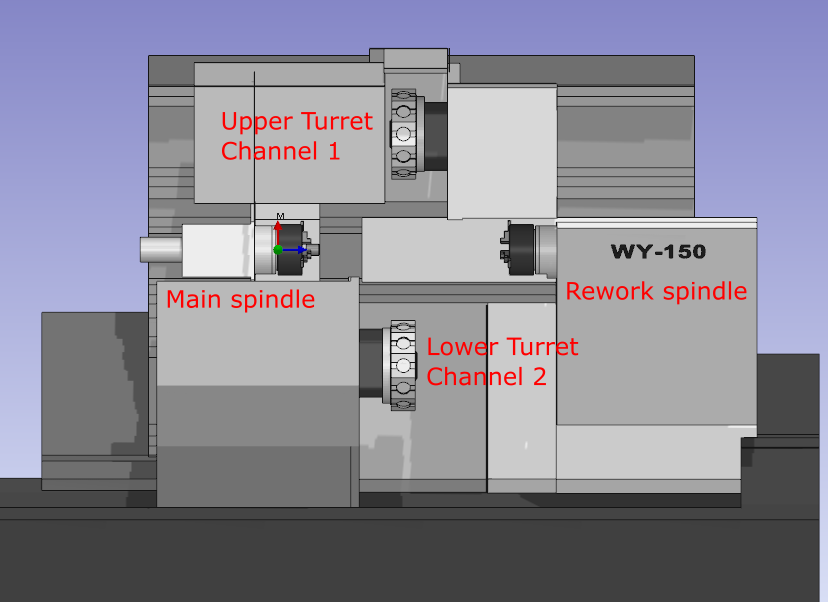 Upper Turret
Channel 1
M
WY-150
Main spindle
Rework spindle
Lower Turret
Channel 2